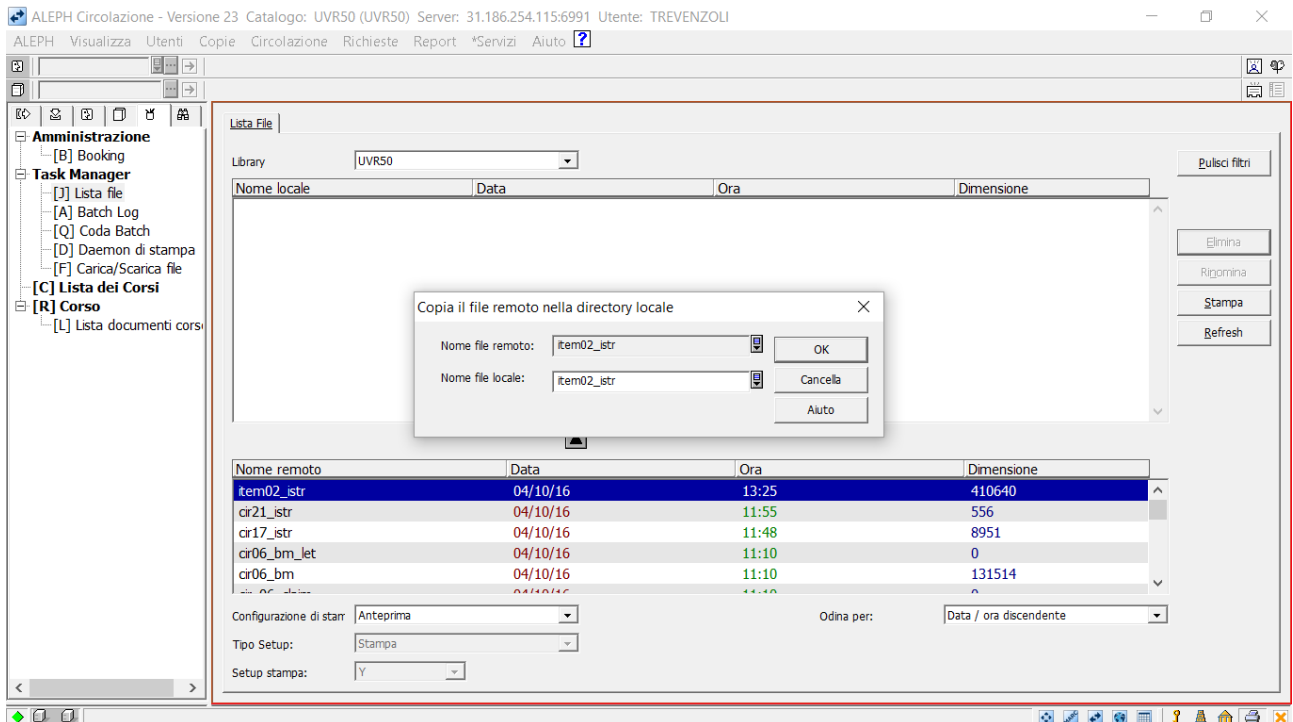 ALEPH Circolazione - Versione 23 Catalogo: UVR50 (UVR50) Server: 31.186.254.115:6991 Utente: TREVENZOLI
ALEPH Visualizza Utenti Copie Circolazione Richieste Report *Servizi Aiuto ?
Amministrazione
[B] Booking
Task Manager
[J] Lista file
[A] Batch Log
[Q] Coda Batch
[D] Daemon di stampa
[F] Carica/Scarica file
[C] Lista dei Corsi
[R] Corso
[L] Lista documenti corso
Lista File
Library UVR50 Pulisci filtri
Nome locale Data Ora Dimensione
Elimina
Rinomina
Stampa
Refresh
Copia il file remoto nella directory locale
Nome file remoto: item02_istr OK
Nome file locale: item02_istr Cancella
Aiuto
Nome remoto Data Ora Dimensione
item02_istr 04/10/16 13:25 410640
cir21_istr 04/10/16 11:55 556
cir17_istr 04/10/16 11:48 8951
cir06_bm_let 04/10/16 11:10 0
cir06_bm 04/10/16 11:10 131514
04/10/16 11:10 0
Configurazione di stam Anteprima Odina per: Data / ora discendente
Tipo Setup: Stampa
Setup stampa: Y